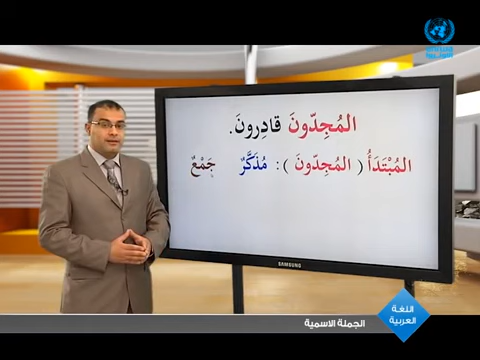 المُجِدّونَ قادِرونَ.
المُبْتَدَأُ ( المُجِدّونَ ) : مُذَكَّرٌ جَمْعٌ
SAMSUNG
اللغة
العربية
الجملة الاسمية